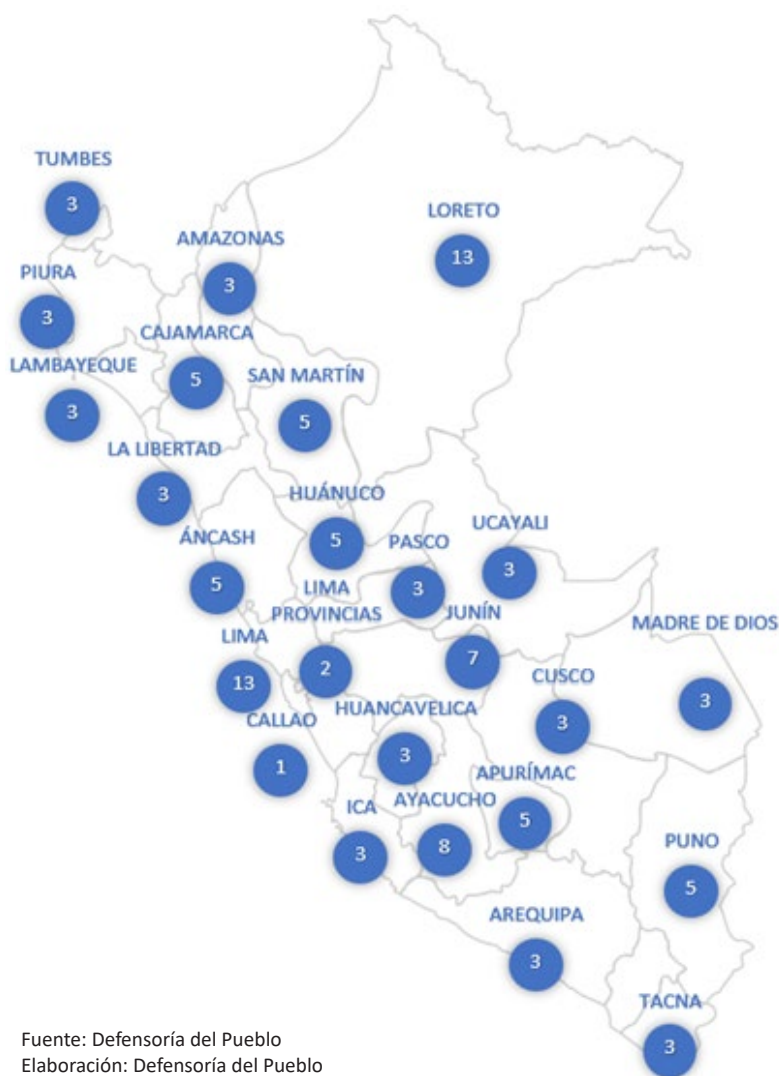 TUMBES
3
LORETO
13
AMAZONAS
3
PIURA
3
CAJAMARCA
5
LAMBAYEQUE
3
SAN MARTÍN
5
LA LIBERTAD
3
HUÁNUCO
5
UCAYALI
3
PASCO
3
ÁNCASH
5
LIMA
PROVINCIAS
2
JUNÍN
7
MADRE DE DIOS
3
LIMA
13
CUSCO
3
HUANCAVELICA
3
CALLAO
1
APURÍMAC
5
ICA
3
AYACUCHO
8
PUNO
5
AREQUIPA
3
TACNA
3
Fuente: Defensoría del Pueblo
Elaboración: Defensoría del Pueblo